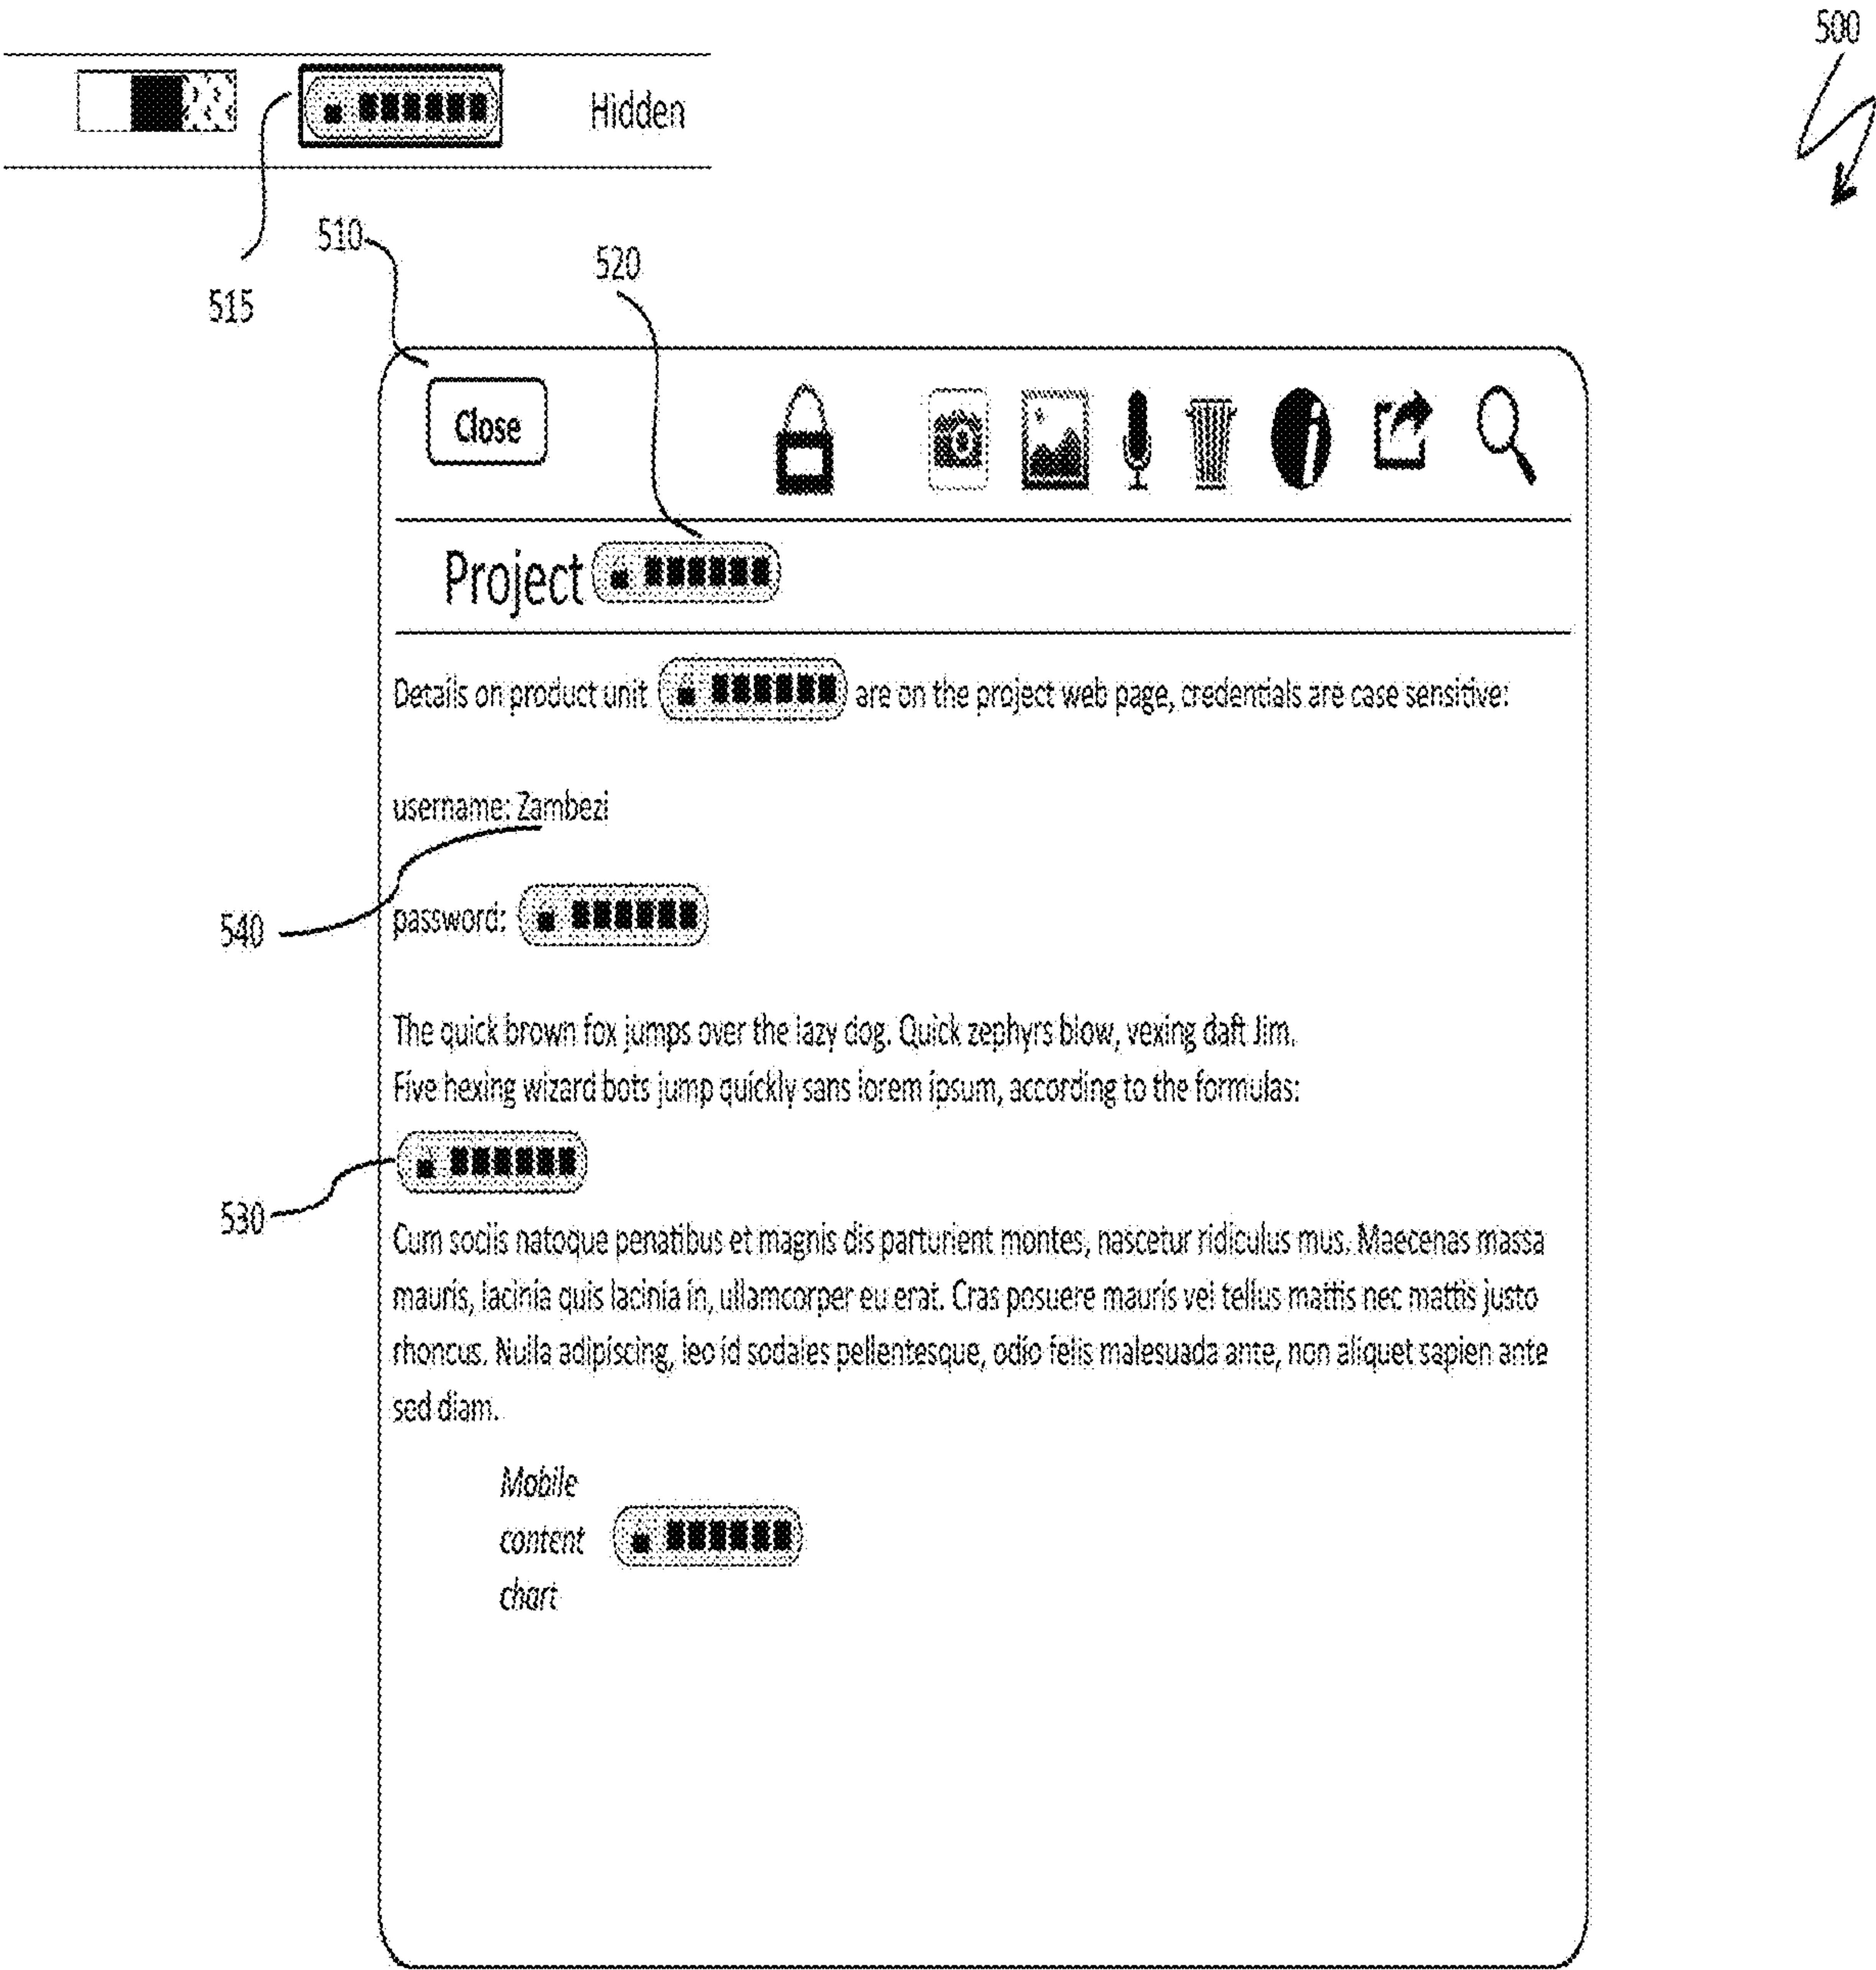 500
Hidden
510
520
515
Close
Project
Details on product unit are on the project web page, credentials are case sensitive:
username: Zambezi
540
password:
The quick brown fox jumps over the lazy dog. Quick zephyrs blow, vexing daft Jim.
Five hexing wizard bots jump quickly sans lorem ipsum, according to the formulas:
530
Cum sociis natoque penatibus et magnis dis parturient montes, nascetur ridiculus mus. Maecenas massa
mauris, lacinia quis lacinia in, ullamcorper eu erat. Cras posuere mauris vel tellus mattis nec mattis justo
rhoncus. Nulla adipiscing, leo id sodales pellentesque, odio felis malesuada ante, non aliquet sapien ante
sed diam.
Mobile
content
chart